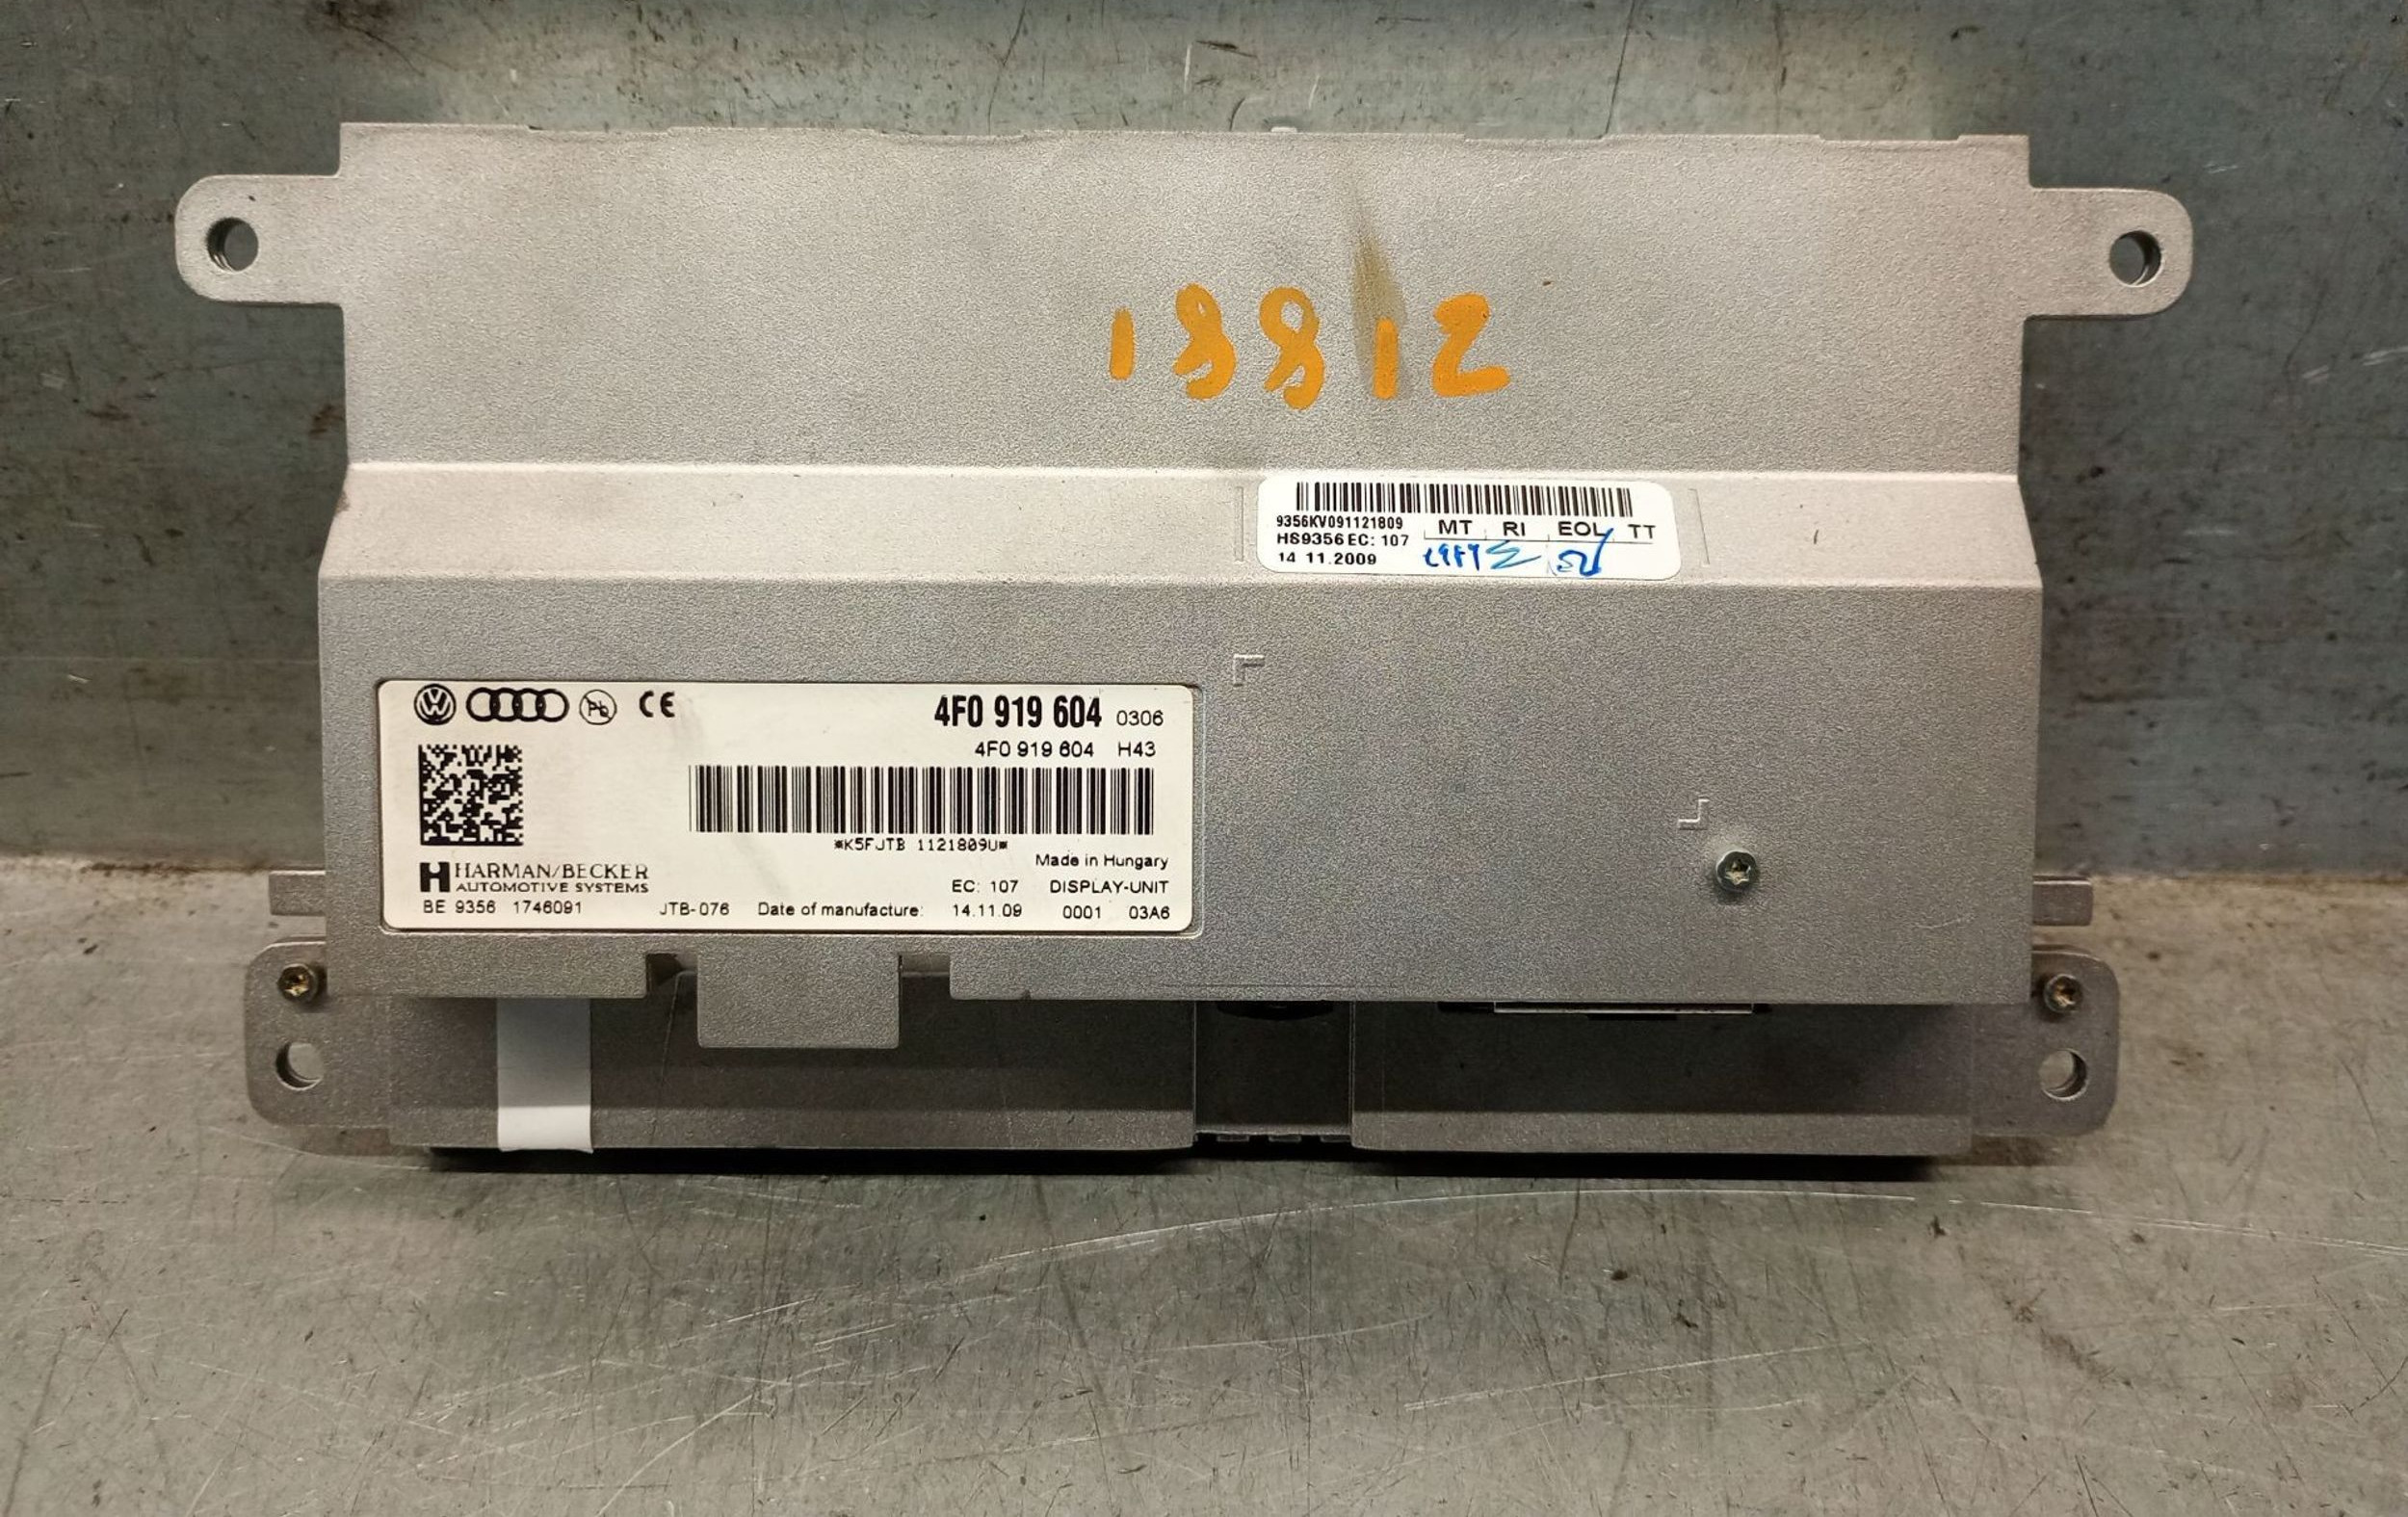 18812
9356KV091121809 MT RI EOL TT
HS9356 EC: 107
14 11.2009
CE
4F0 919 604 0306
4F0 919 604 H43
*K5FJTB 1121809U*
Made in Hungary
HARMAN/BECKER
AUTOMOTIVE SYSTEMS
EC: 107 DISPLAY-UNIT
BE 9356 1746091 JTB-076 Date of manufacture: 14.11.09 0001 03A6